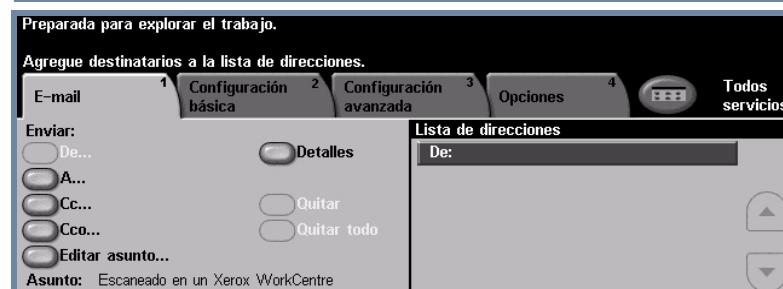 Preparada para explorar el trabajo.
Agregue destinatarios a la lista de direcciones.
E-mail 1
Configuración básica 2
Configuración avanzada 3
Opciones 4
Todos servicios
Enviar:
De...
Detalles
A...
Cc...
Quitar
Cco...
Quitar todo
Editar asunto...
Asunto: Escaneado en un Xerox WorkCentre
Lista de direcciones
De: